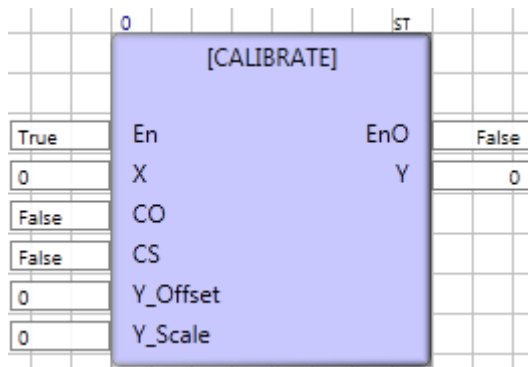 0 ST
[CALIBRATE]
True En EnO False
0 X Y 0
False CO
False CS
0 Y_Offset
0 Y_Scale